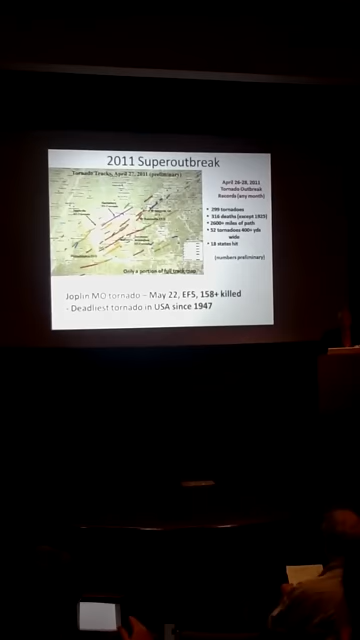 2011 Superoutbreak
Tornado Tracks, April 27, 2011 (preliminary)
Only a portion of full track map
April 26-28, 2011
Tornado Outbreak
Records (any month)
• 299 tornadoes
• 316 deaths (except 1925)
• 2600+ miles of path
• 52 tornadoes 400+ yds
wide
• 18 states hit
(numbers preliminary)
Joplin MO tornado – May 22, EF5, 158+ killed
- Deadliest tornado in USA since 1947